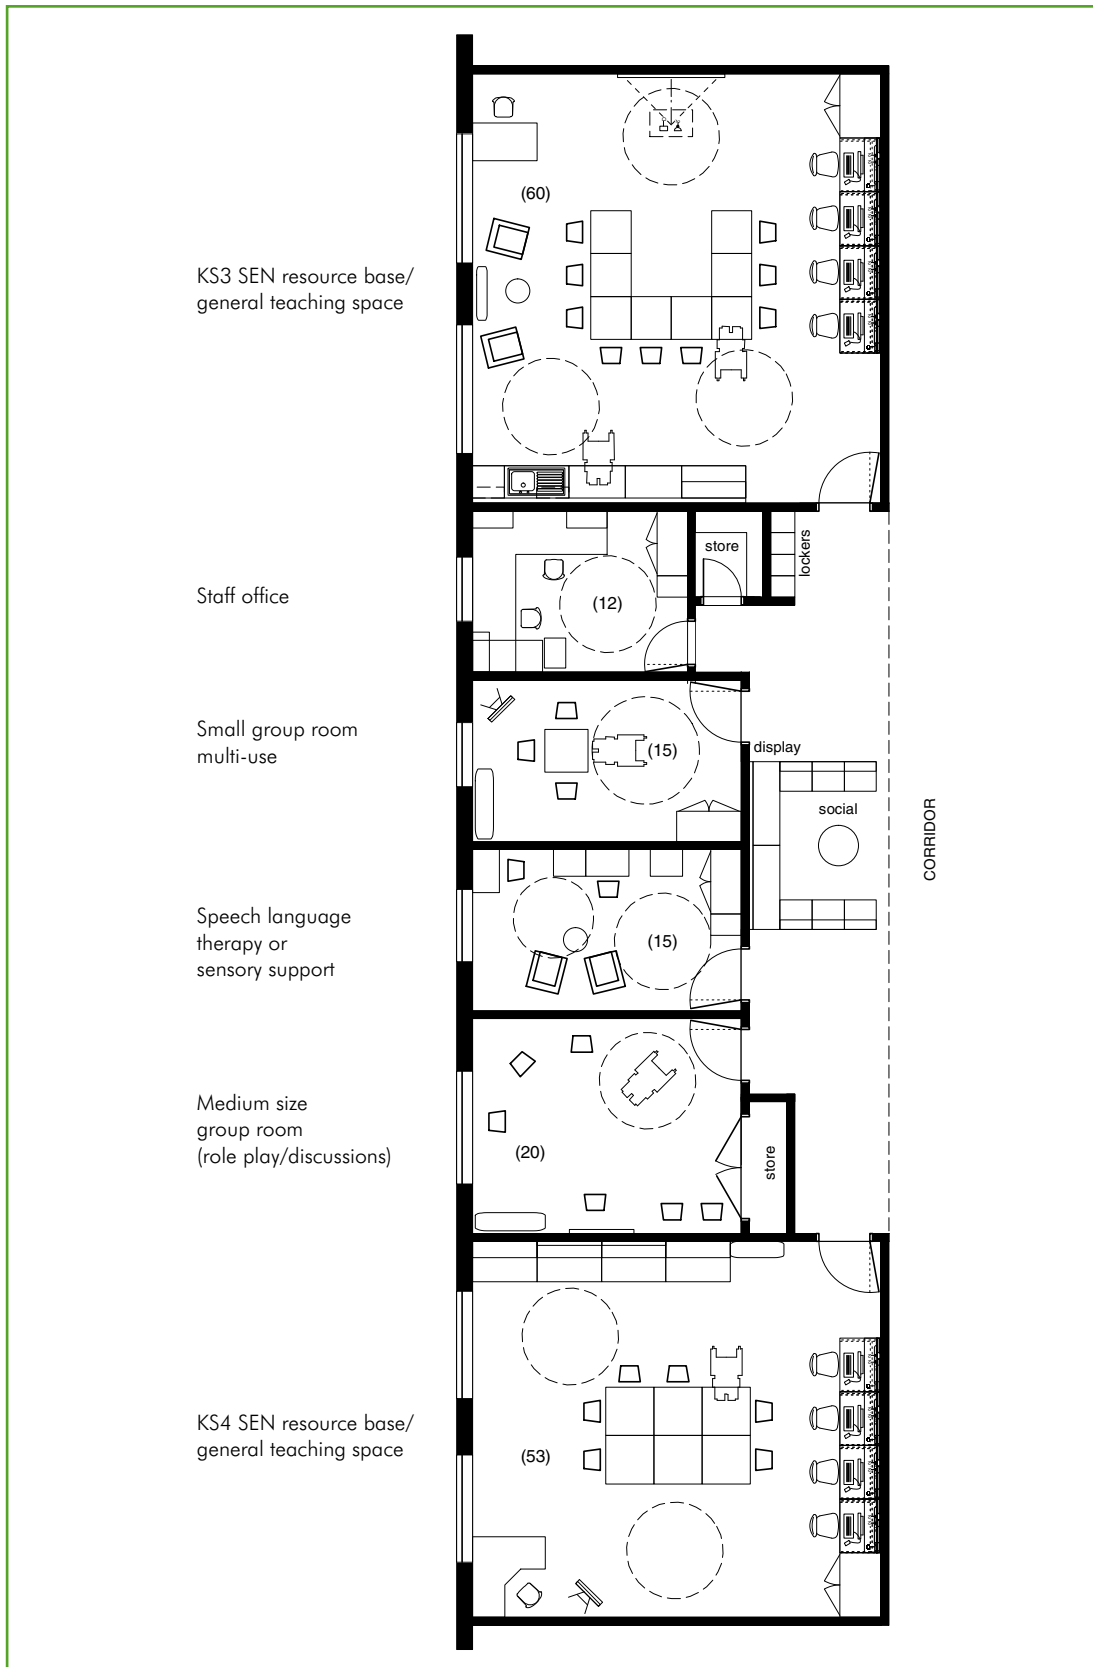 (60)
KS3 SEN resource base/
general teaching space
store
lockers
Staff office
(12)
Small group room
multi-use
(15)
display
social
CORRIDOR
Speech language
therapy or
sensory support
(15)
Medium size
group room
(role play/discussions)
(20)
store
KS4 SEN resource base/
general teaching space
(53)